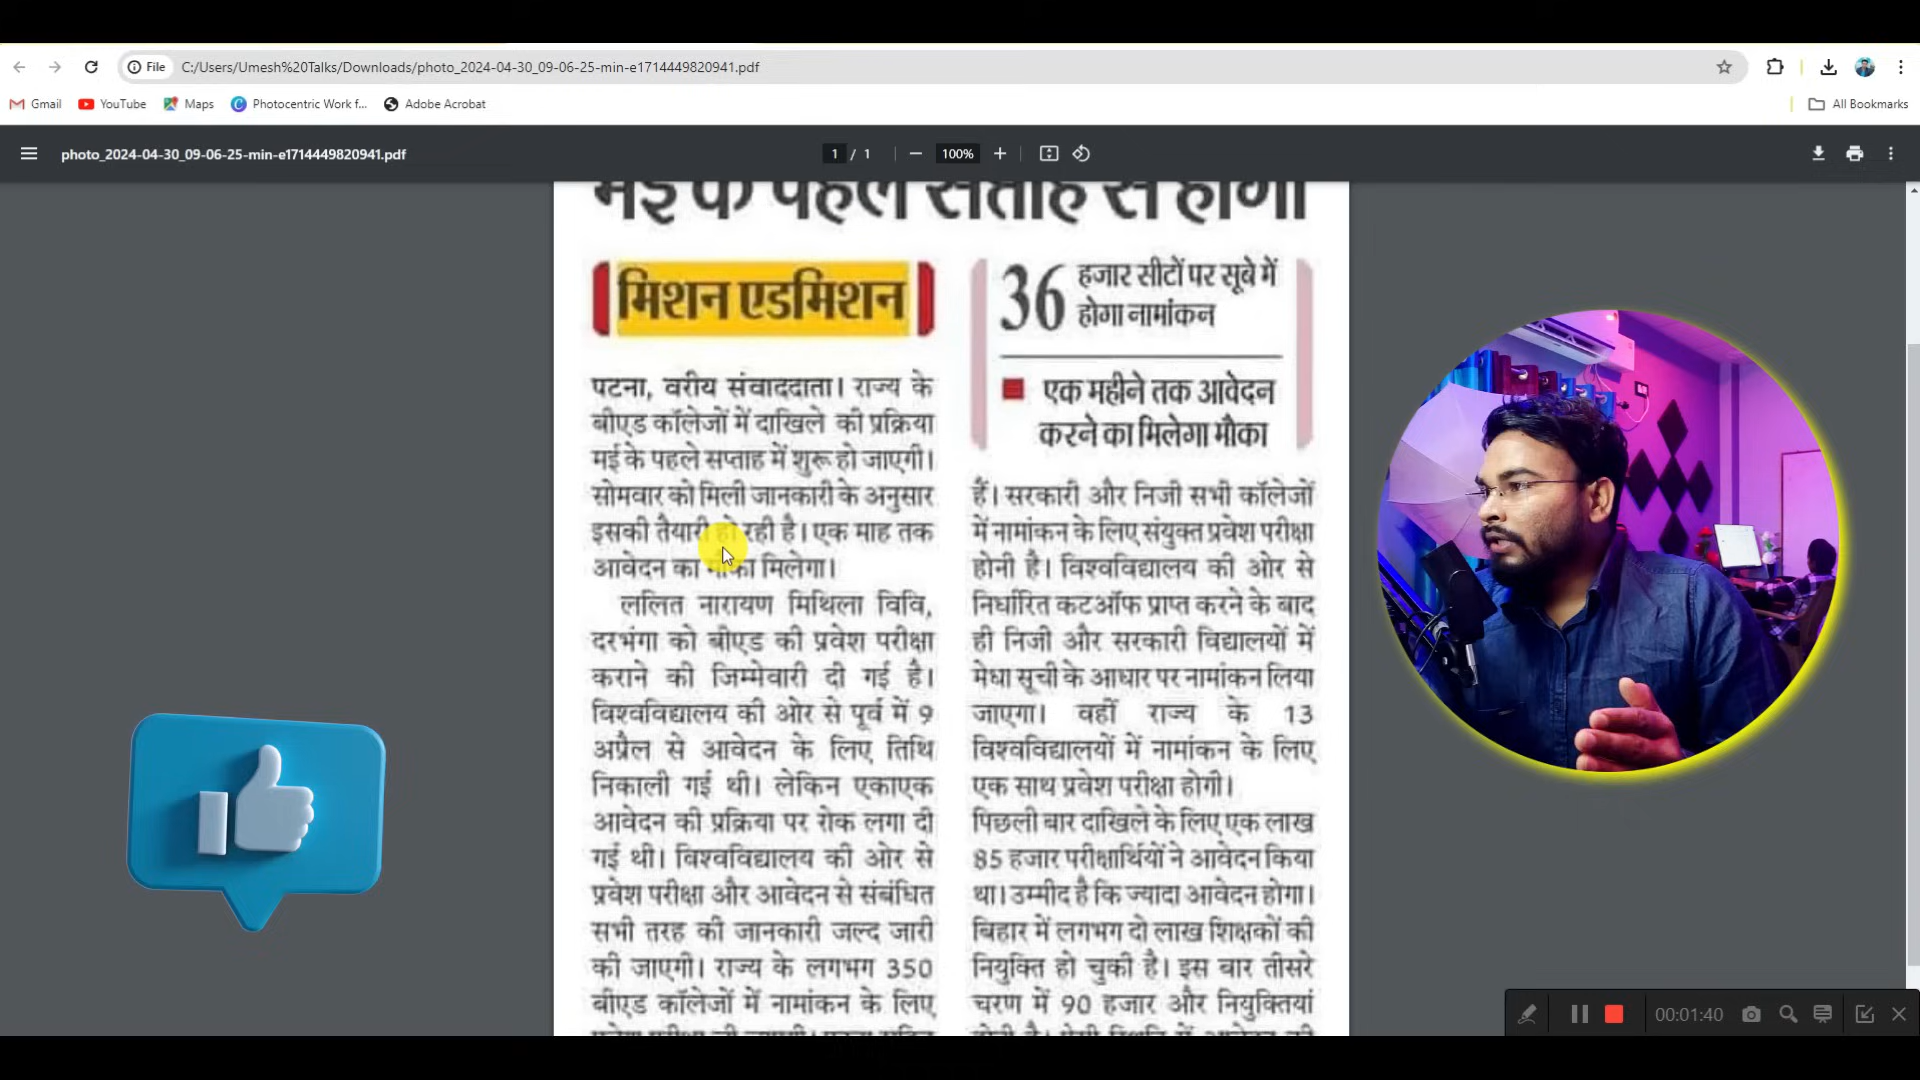 File
C:/Users/Umesh%20Talks/Downloads/photo_2024-04-30_09-06-25-min-e1714449820941.pdf
Gmail
YouTube
Maps
Photocentric Work f...
Adobe Acrobat
All Bookmarks
photo_2024-04-30_09-06-25-min-e1714449820941.pdf
1 / 1
100%
मई के पहले सप्ताह से होगा
मिशन एडमिशन
पटना, वरीय संवाददाता। राज्य के
बीएड कॉलेजों में दाखिले की प्रक्रिया
मई के पहले सप्ताह में शुरू हो जाएगी।
सोमवार को मिली जानकारी के अनुसार
इसकी तैयारी हो रही है। एक माह तक
आवेदन का मौका मिलेगा।
ललित नारायण मिथिला विवि,
दरभंगा को बीएड की प्रवेश परीक्षा
कराने की जिम्मेवारी दी गई है।
विश्वविद्यालय की ओर से पूर्व में 9
अप्रैल से आवेदन के लिए तिथि
निकाली गई थी। लेकिन एकाएक
आवेदन की प्रक्रिया पर रोक लगा दी
गई थी। विश्वविद्यालय की ओर से
प्रवेश परीक्षा और आवेदन से संबंधित
सभी तरह की जानकारी जल्द जारी
की जाएगी। राज्य के लगभग 350
बीएड कॉलेजों में नामांकन के लिए
36 हजार सीटों पर सूबे में
होगा नामांकन
एक महीने तक आवेदन
करने का मिलेगा मौका
हैं। सरकारी और निजी सभी कॉलेजों
में नामांकन के लिए संयुक्त प्रवेश परीक्षा
होनी है। विश्वविद्यालय की ओर से
निर्धारित कटऑफ प्राप्त करने के बाद
ही निजी और सरकारी विद्यालयों में
मेधा सूची के आधार पर नामांकन लिया
जाएगा। वहीं राज्य के 13
विश्वविद्यालयों में नामांकन के लिए
एक साथ प्रवेश परीक्षा होगी।
पिछली बार दाखिले के लिए एक लाख
85 हजार परीक्षार्थियों ने आवेदन किया
था। उम्मीद है कि ज्यादा आवेदन होगा।
बिहार में लगभग दो लाख शिक्षकों की
नियुक्ति हो चुकी है। इस बार तीसरे
चरण में 90 हजार और नियुक्तियां
00:01:40